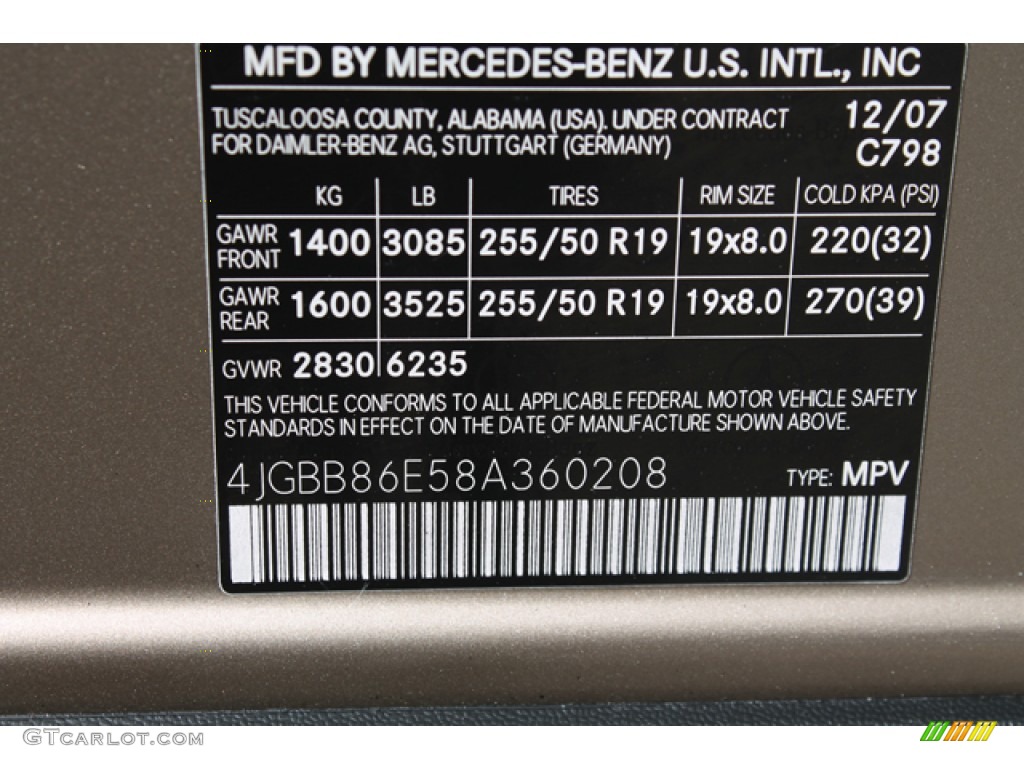 MFD BY MERCEDES-BENZ U.S. INTL., INC
TUSCALOOSA COUNTY, ALABAMA (USA). UNDER CONTRACT 12/07
FOR DAIMLER-BENZ AG, STUTTGART (GERMANY) C798
KG LB TIRES RIM SIZE COLD KPA (PSI)
GAWR FRONT 1400 3085 255/50 R19 19x8.0 220(32)
GAWR REAR 1600 3525 255/50 R19 19x8.0 270(39)
GVWR 2830 6235
THIS VEHICLE CONFORMS TO ALL APPLICABLE FEDERAL MOTOR VEHICLE SAFETY
STANDARDS IN EFFECT ON THE DATE OF MANUFACTURE SHOWN ABOVE.
4JGBB86E58A360208 TYPE: MPV
GTcarlot.com